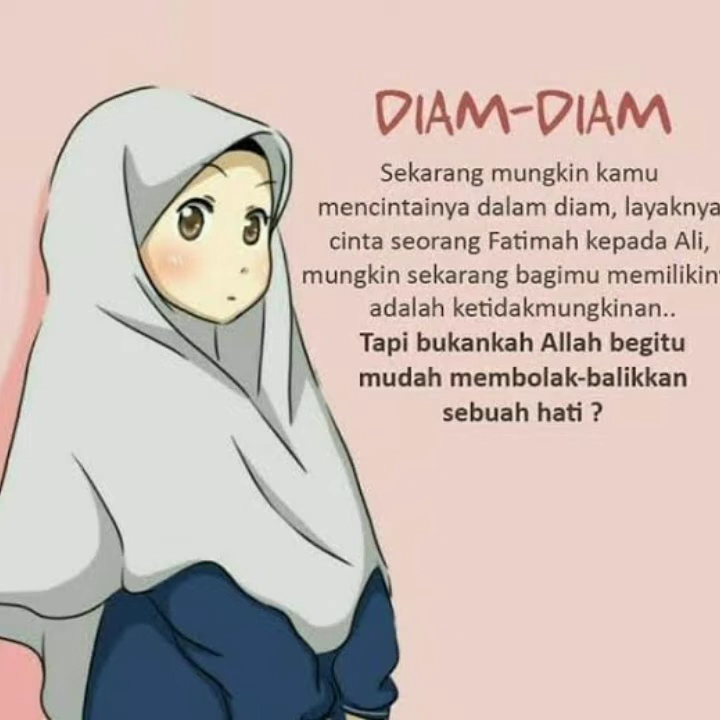 DIAM-DIAM
Sekarang mungkin kamu
mencintainya dalam diam, layaknya
cinta seorang Fatimah kepada Ali,
mungkin sekarang bagimu memilikin
adalah ketidakmungkinan..
Tapi bukankah Allah begitu
mudah membolak-balikkan
sebuah hati ?